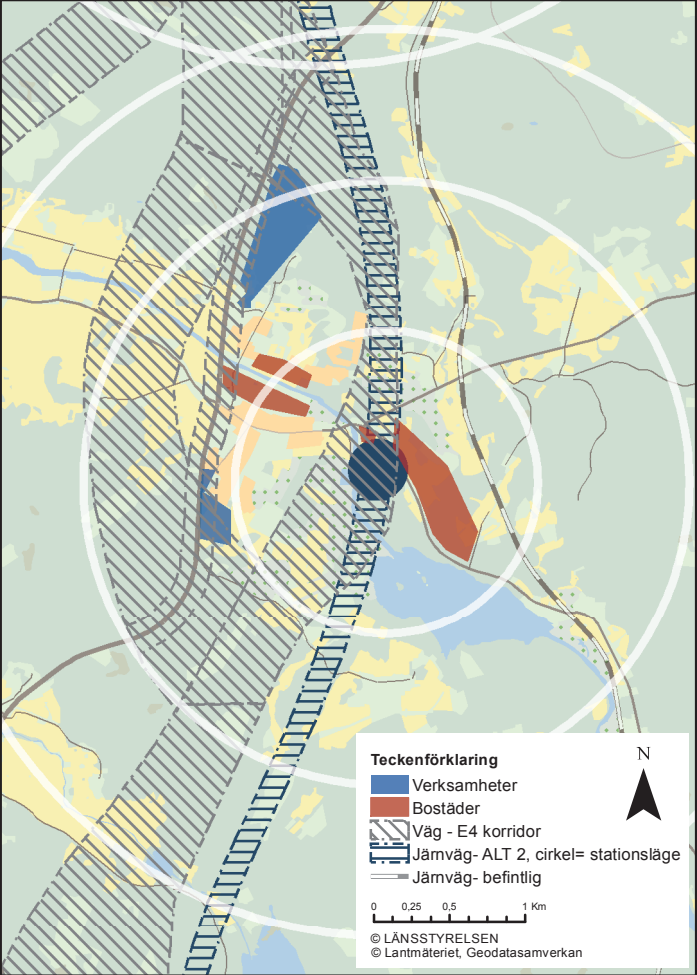 Teckenförklaring
N
Verksamheter
Bostäder
Väg - E4 korridor
Järnväg- ALT 2, cirkel= stationsläge
Järnväg- befintlig
0 0,25 0,5 1 Km
© LÄNSSTYRELSEN
© Lantmäteriet, Geodatasamverkan